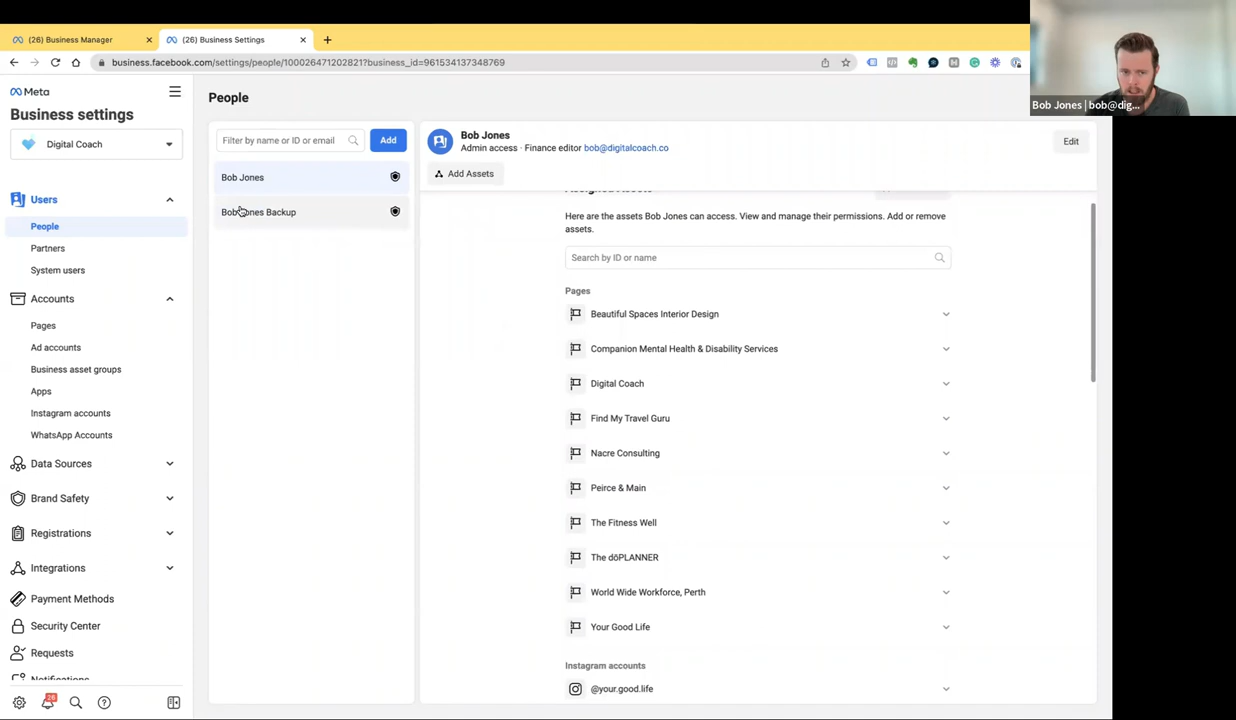 (26) Business Manager
(26) Business Settings
business.facebook.com/settings/people/100026471202821?business_id=961534137348769
Bob Jones | bob@dig...
Meta
Business settings
Digital Coach
Users
People
Partners
System users
Accounts
Pages
Ad accounts
Business asset groups
Apps
Instagram accounts
WhatsApp Accounts
Data Sources
Brand Safety
Registrations
Integrations
Payment Methods
Security Center
Requests
Notifications
26
People
Filter by name or ID or email
Add
Bob Jones
Bob Jones Backup
Bob Jones
Admin access · Finance editor bob@digitalcoach.co
Edit
Add Assets
Assigned Assets
Here are the assets Bob Jones can access. View and manage their permissions. Add or remove
assets.
Search by ID or name
Pages
Beautiful Spaces Interior Design
Companion Mental Health & Disability Services
Digital Coach
Find My Travel Guru
Nacre Consulting
Peirce & Main
The Fitness Well
The dōPLANNER
World Wide Workforce, Perth
Your Good Life
Instagram accounts
@your.good.life